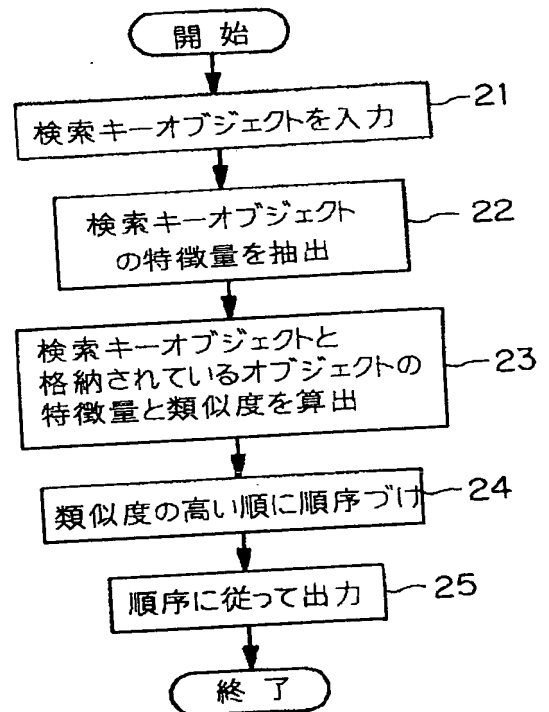 開始
検索キーオブジェクトを入力
21
検索キーオブジェクト
の特徴量を抽出
22
検索キーオブジェクトと
格納されているオブジェクトの
特徴量と類似度を算出
23
類似度の高い順に順序づけ
24
順序に従って出力
25
終了